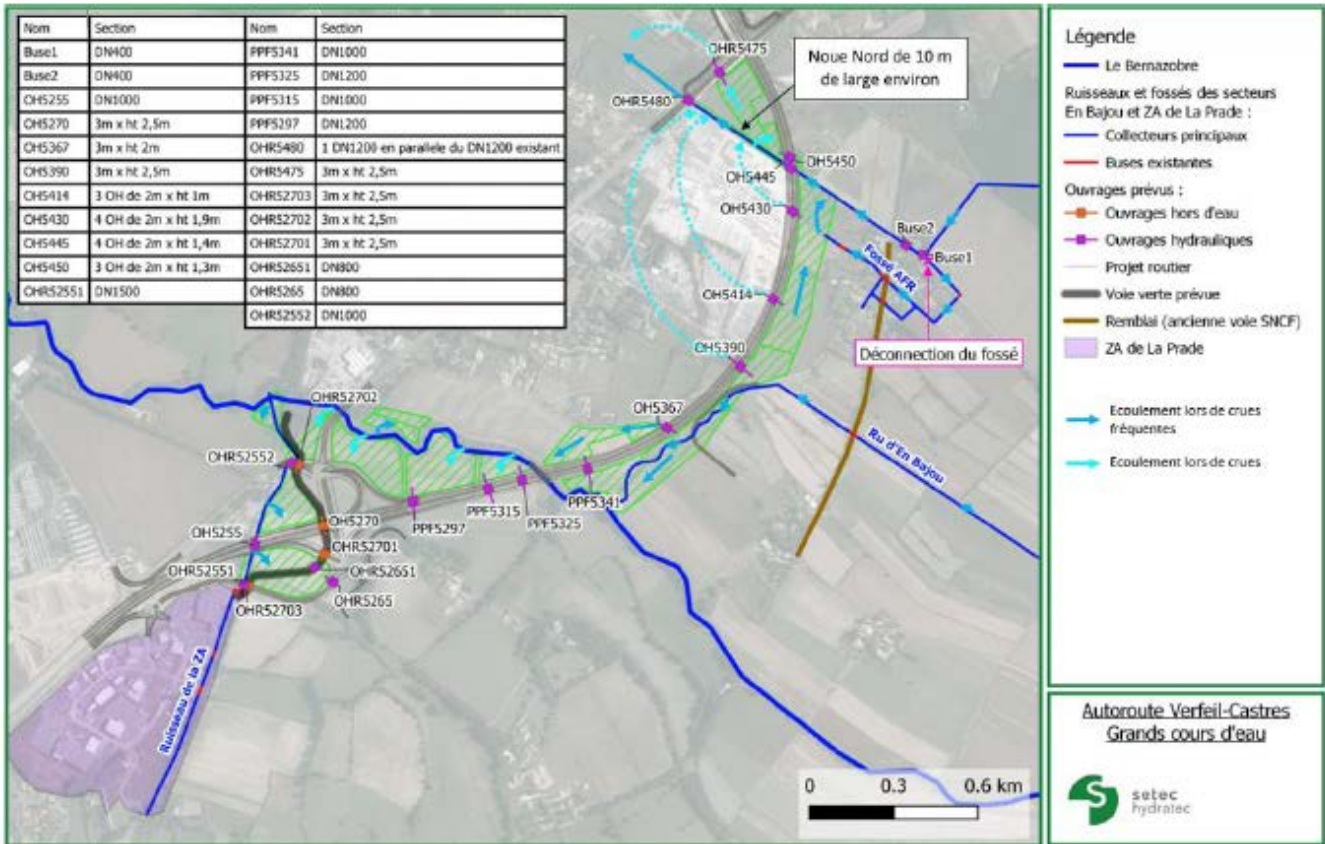 Nom Section Nom Section
Buse1 DN400 PPF5341 DN1000
Buse2 DN400 PPF5325 DN1200
OH5255 DN1000 PPF5315 DN1000
OH5270 3m x ht 2,5m PPF5297 DN1200
OH5367 3m x ht 2m OHR5480 1 DN1200 en parallele du DN1200 existant
OH5390 3m x ht 2,5m OHR5475 3m x ht 2,5m
OH5414 3 OH de 2m x ht 1m OHR52703 3m x ht 2,5m
OH5430 4 OH de 2m x ht 1,9m OHR52702 3m x ht 2,5m
OH5445 4 OH de 2m x ht 1,4m OHR52701 3m x ht 2,5m
OH5450 3 OH de 2m x ht 1,3m OHR52651 DN800
OHR52551 DN1500 OHR5265 DN800
OHR52552 DN1000
OHR5475
Noue Nord de 10 m
de large environ
OHR5480
OH5450
OH5445
OH5430
Buse2
Buse1
Fossé AFR
OH5414
Déconnection du fossé
OH5390
OHR52702
OH5367
Ru d'En Bajou
OHR52552
PPF5341
PPF5315
PPF5325
PPF5297
OH5270
OH5255
OHR52701
OHR52551
OHR52651
OHR5265
OHR52703
Ruisseau de la ZA
0 0.3 0.6 km
Légende
Le Bernazobre
Ruisseaux et fossés des secteurs
En Bajou et ZA de La Prade :
Collecteurs principaux
Buses existantes
Ouvrages prévus :
Ouvrages hors d'eau
Ouvrages hydrauliques
Projet routier
Voie verte prévue
Remblai (ancienne voie SNCF)
ZA de La Prade
Ecoulement lors de crues
fréquentes
Ecoulement lors de crues
Autoroute Verfeil-Castres
Grands cours d'eau
setec
hydratec